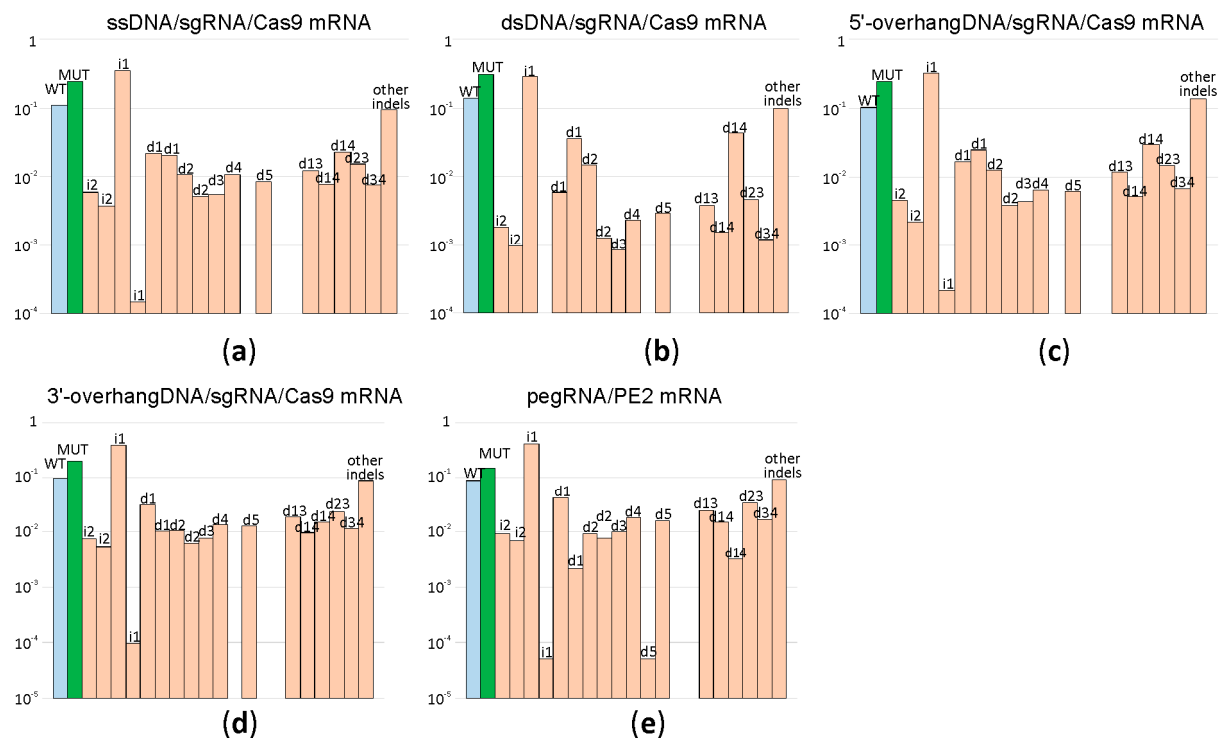 ssDNA/sgRNA/Cas9 mRNA
1
10-1
10-2
10-3
10-4
WT
MUT
i2
i2
i1
i1
d1
d1
d2
d2
d3
d4
d5
d13
d14
d14
d23
d34
other
indels
(a)
dsDNA/sgRNA/Cas9 mRNA
1
10-1
10-2
10-3
10-4
WT
MUT
i2
i2
i1
d1
d1
d2
d2
d3
d4
d5
d13
d14
d14
d23
d34
other
indels
(b)
5'-overhangDNA/sgRNA/Cas9 mRNA
1
10-1
10-2
10-3
10-4
WT
MUT
i2
i2
i1
i1
d1
d1
d2
d2
d3
d4
d5
d13
d14
d14
d23
d34
other
indels
(c)
3'-overhangDNA/sgRNA/Cas9 mRNA
1
10-1
10-2
10-3
10-4
10-5
WT
MUT
i2
i2
i1
i1
d1
d1
d2
d2
d3
d4
d5
d13
d14
d14
d23
d34
other
indels
(d)
pegRNA/PE2 mRNA
1
10-1
10-2
10-3
10-4
10-5
WT
MUT
i2
i2
i1
i1
d1
d1
d2
d2
d3
d4
d5
d5
d13
d14
d14
d23
d34
other
indels
(e)